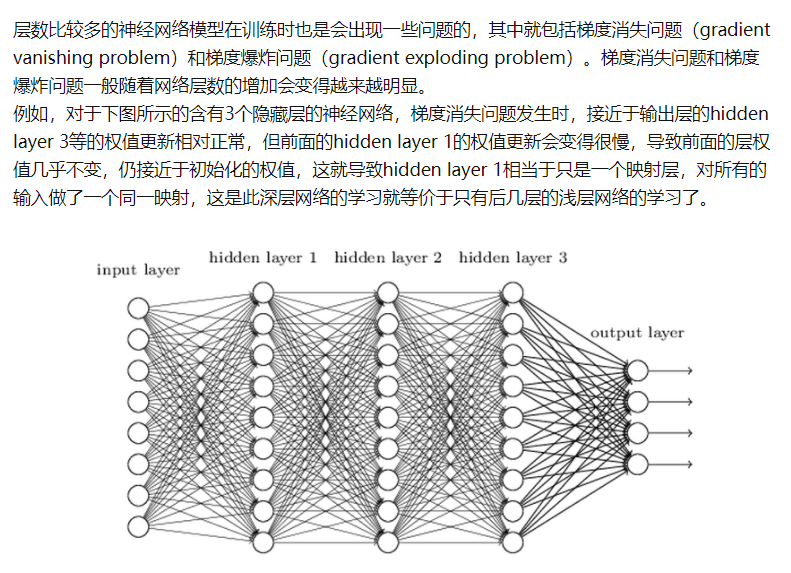 层数比较多的神经网络模型在训练时也是会出现一些问题的，其中就包括梯度消失问题（gradient
vanishing problem）和梯度爆炸问题（gradient exploding problem）。梯度消失问题和梯度
爆炸问题一般随着网络层数的增加会变得越来越明显。
例如，对于下图所示的含有3个隐藏层的神经网络，梯度消失问题发生时，接近于输出层的hidden
layer 3等的权值更新相对正常，但前面的hidden layer 1的权值更新会变得很慢，导致前面的层权
值几乎不变，仍接近于初始化的权值，这就导致hidden layer 1相当于只是一个映射层，对所有的
输入做了一个同一映射，这是此深层网络的学习就等价于只有后几层的浅层网络的学习了。
input layer
hidden layer 1
hidden layer 2
hidden layer 3
output layer